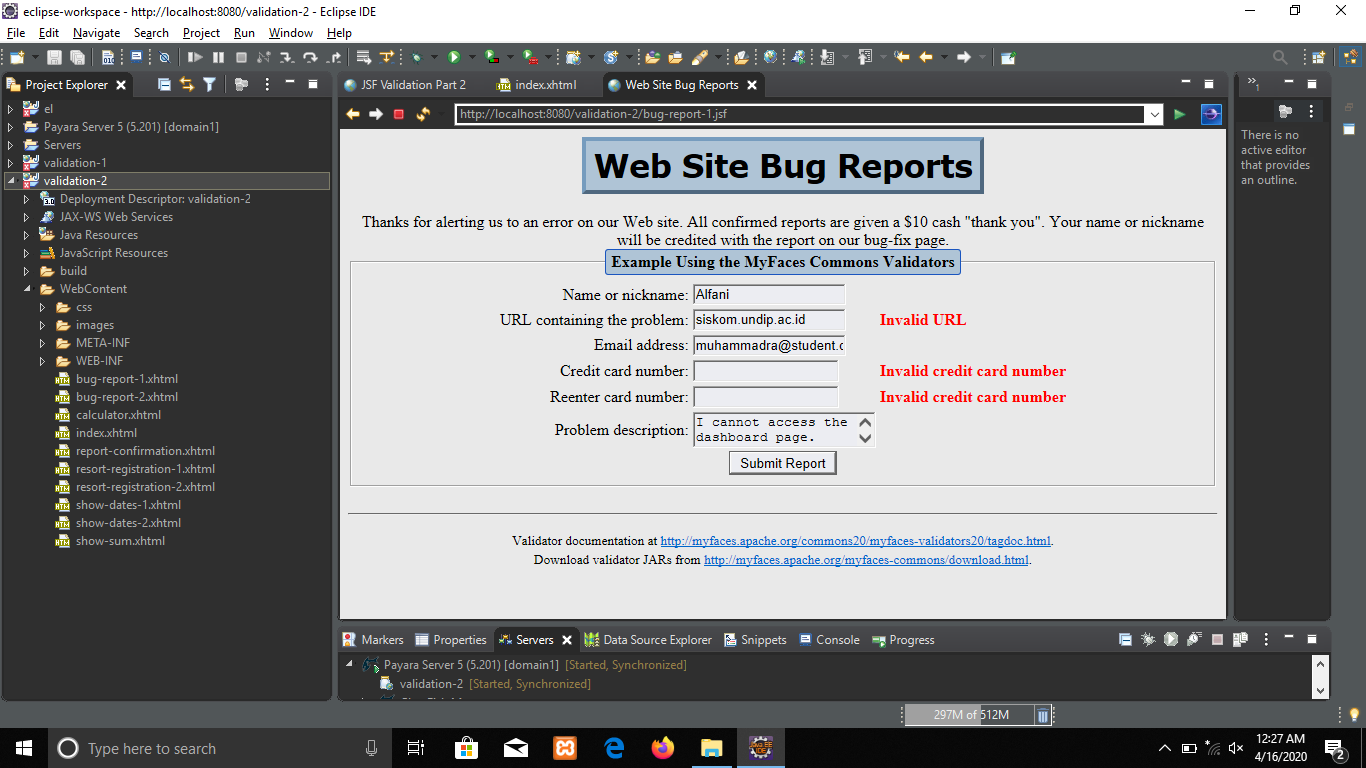 eclipse-workspace - http://localhost:8080/validation-2 - Eclipse IDE
File Edit Navigate Search Project Run Window Help
Project Explorer
JSF Validation Part 2
index.xhtml
Web Site Bug Reports
http://localhost:8080/validation-2/bug-report-1.jsf
el
Payara Server 5 (5.201) [domain1]
Servers
validation-1
validation-2
Deployment Descriptor: validation-2
JAX-WS Web Services
Java Resources
JavaScript Resources
build
WebContent
css
images
META-INF
WEB-INF
bug-report-1.xhtml
bug-report-2.xhtml
calculator.xhtml
index.xhtml
report-confirmation.xhtml
resort-registration-1.xhtml
resort-registration-2.xhtml
show-dates-1.xhtml
show-dates-2.xhtml
show-sum.xhtml
Web Site Bug Reports
Thanks for alerting us to an error on our Web site. All confirmed reports are given a $10 cash "thank you". Your name or nickname
will be credited with the report on our bug-fix page.
Example Using the MyFaces Commons Validators
Name or nickname: Alfani
URL containing the problem: siskom.undip.ac.id Invalid URL
Email address: muhammadra@student.
Credit card number: Invalid credit card number
Reenter card number: Invalid credit card number
Problem description: I cannot access the
dashboard page.
Submit Report
Validator documentation at http://myfaces.apache.org/commons20/myfaces-validators20/tagdoc.html.
Download validator JARs from http://myfaces.apache.org/myfaces-commons/download.html.
1
There is no
active editor
that provides
an outline.
Markers Properties Servers Data Source Explorer Snippets Console Progress
Payara Server 5 (5.201) [domain1] [Started, Synchronized]
validation-2 [Started, Synchronized]
297M of 512M
Type here to search
12:27 AM
4/16/2020
2